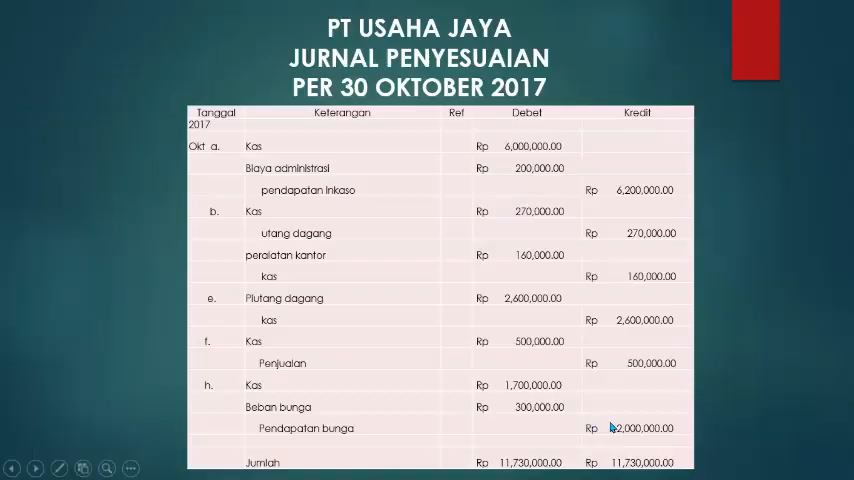 PT USAHA JAYA
JURNAL PENYESUAIAN
PER 30 OKTOBER 2017
Tanggal Keterangan Ref Debet Kredit
2017
Okt a. Kas Rp 6,000,000.00
Biaya administrasi Rp 200,000.00
pendapatan inkaso Rp 6,200,000.00
b. Kas Rp 270,000.00
utang dagang Rp 270,000.00
peralatan kantor Rp 160,000.00
kas Rp 160,000.00
e. Piutang dagang Rp 2,600,000.00
kas Rp 2,600,000.00
f. Kas Rp 500,000.00
Penjualan Rp 500,000.00
h. Kas Rp 1,700,000.00
Beban bunga Rp 300,000.00
Pendapatan bunga Rp 2,000,000.00
Jumlah Rp 11,730,000.00 Rp 11,730,000.00